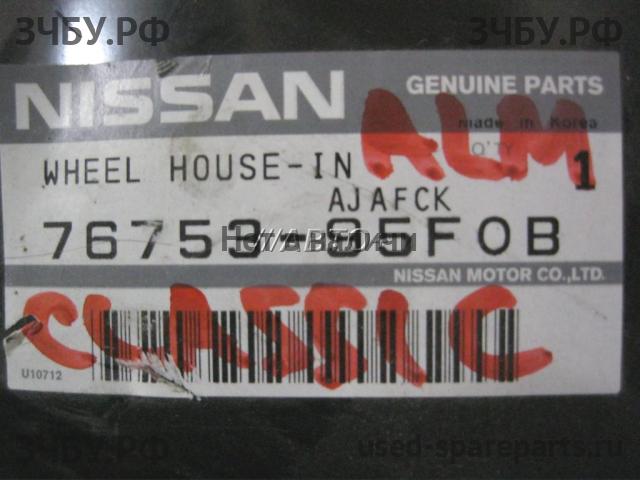 ЗЧБУ.РФ ЗЧБУ.РФ
NISSAN GENUINE PARTS
ALM
made in Korea
Q'TY
WHEEL HOUSE-IN 1
AJAFCK
76753-95F0B
NISSAN MOTOR CO.,LTD.
CLASSIC
U10712
ЗЧБУ.РФ used-spareparts.ru